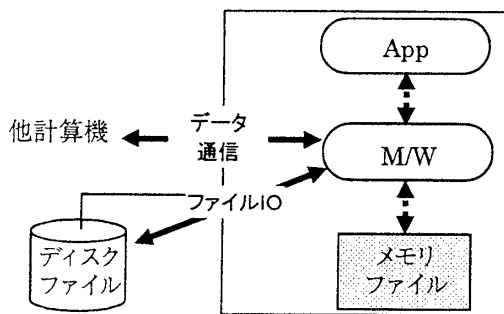 App
他計算機
データ
通信
M/W
ファイルIO
ディスク
ファイル
メモリ
ファイル